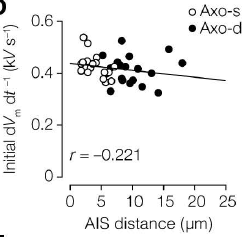 Axo-s
Axo-d
0.6
0.4
0.2
0
Initial dVm dt⁻¹ (kV s⁻¹)
r = –0.221
0 5 10 15 20 25
AIS distance (μm)